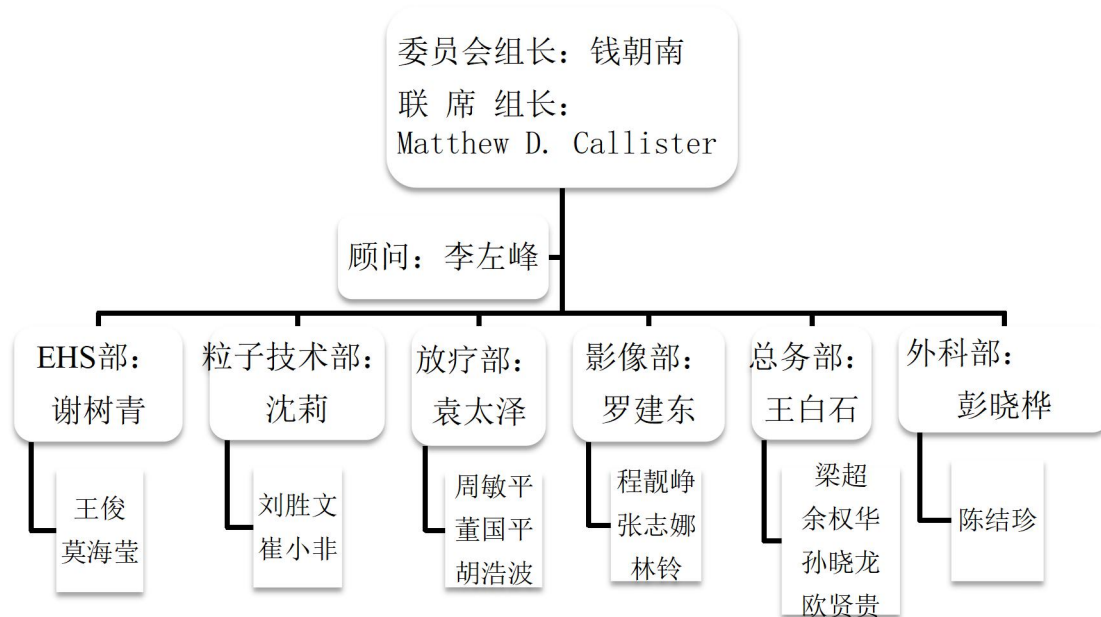 委员会组长：钱朝南
联 席 组长：
Matthew D. Callister
顾问：李左峰
EHS部：
谢树青
粒子技术部：
沈莉
放疗部：
袁太泽
影像部：
罗建东
总务部：
王白石
外科部：
彭晓桦
王俊
莫海莹
刘胜文
崔小非
周敏平
董国平
胡浩波
程靓峥
张志娜
林铃
梁超
余权华
孙晓龙
欧贤贵
陈结珍